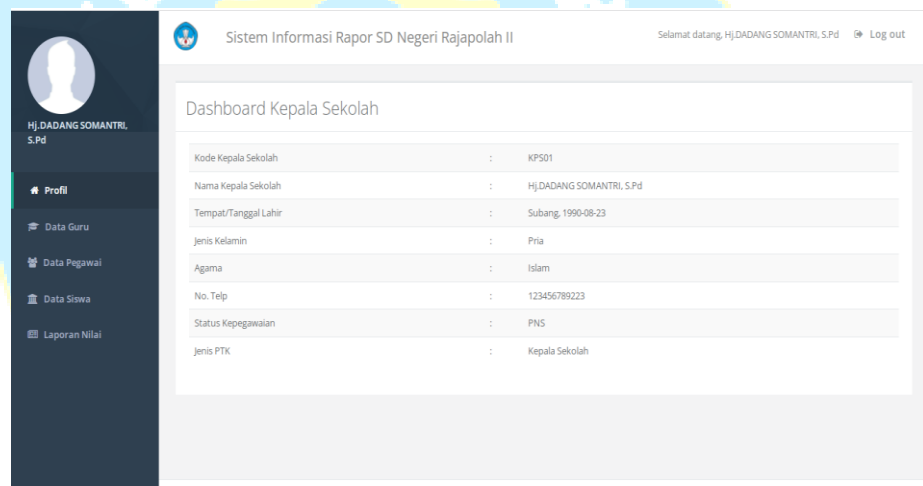 Sistem Informasi Rapor SD Negeri Rajapolah II
Selamat datang, Hj.DADANG SOMANTRI, S.Pd Log out
Hj.DADANG SOMANTRI,
S.Pd
Profil
Data Guru
Data Pegawai
Data Siswa
Laporan Nilai
Dashboard Kepala Sekolah
Kode Kepala Sekolah : KPS01
Nama Kepala Sekolah : Hj.DADANG SOMANTRI, S.Pd
Tempat/Tanggal Lahir : Subang, 1990-08-23
Jenis Kelamin : Pria
Agama : Islam
No. Telp : 123456789223
Status Kepegawaian : PNS
Jenis PTK : Kepala Sekolah